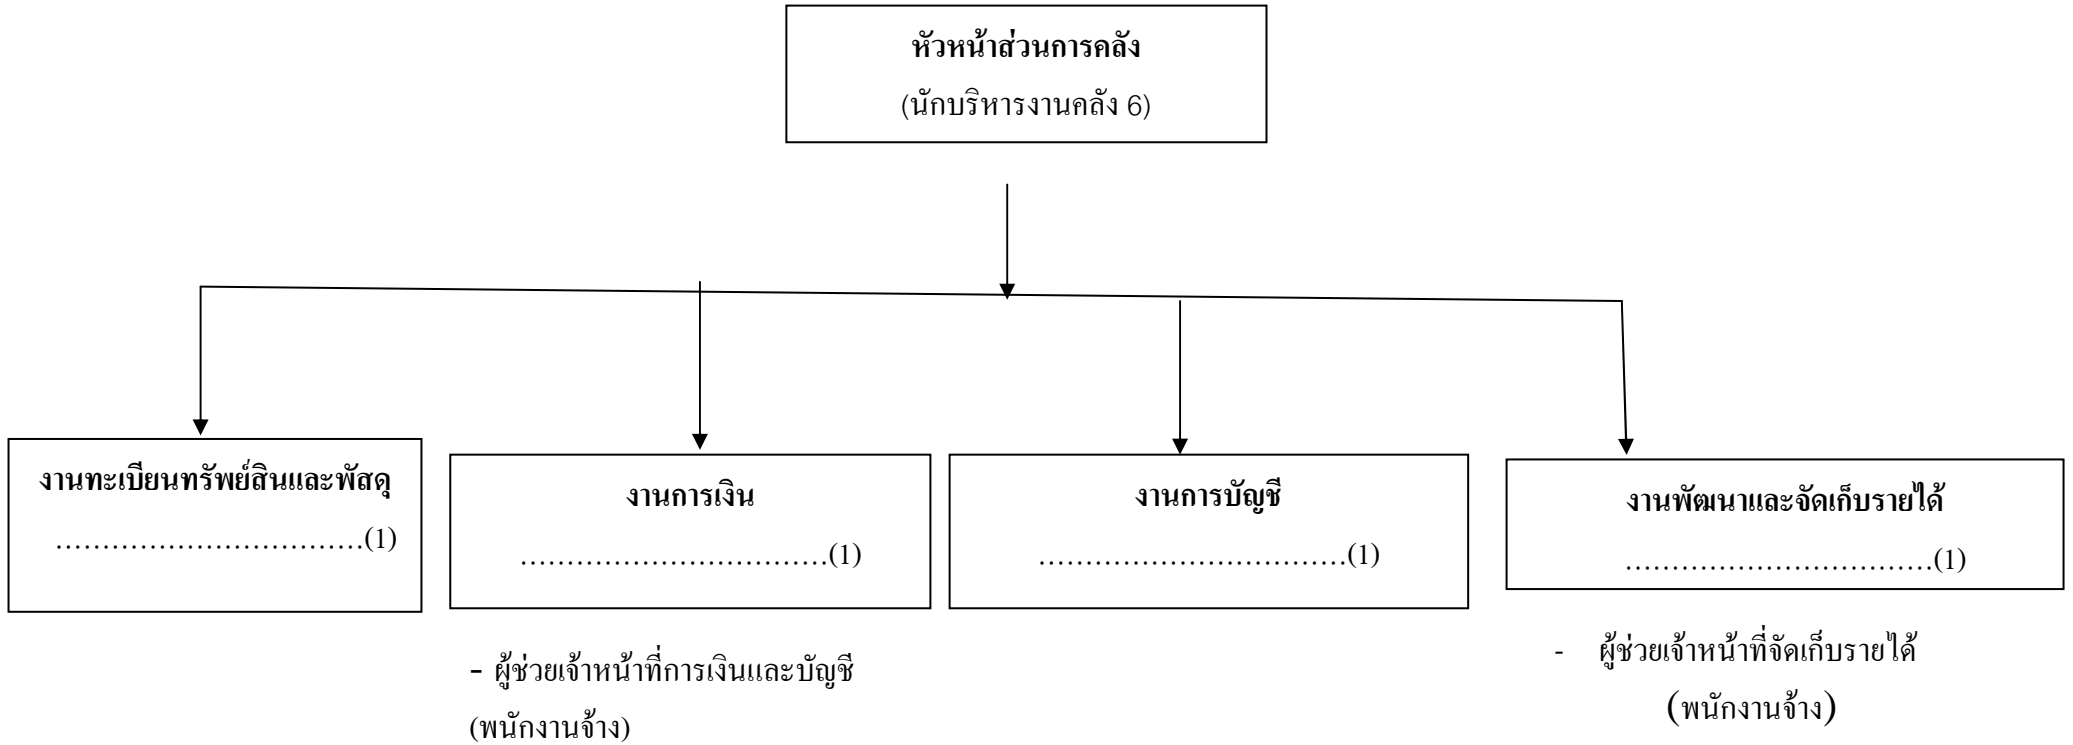 หัวหน้าส่วนการคลัง
(นักบริหารงานคลัง 6)
งานทะเบียนทรัพย์สินและพัสดุ
……………………………(1)
งานการเงิน
……………………………(1)
งานการบัญชี
……………………………(1)
งานพัฒนาและจัดเก็บรายได้
……………………………(1)
- ผู้ช่วยเจ้าหน้าที่การเงินและบัญชี
(พนักงานจ้าง)
- ผู้ช่วยเจ้าหน้าที่จัดเก็บรายได้
(พนักงานจ้าง)